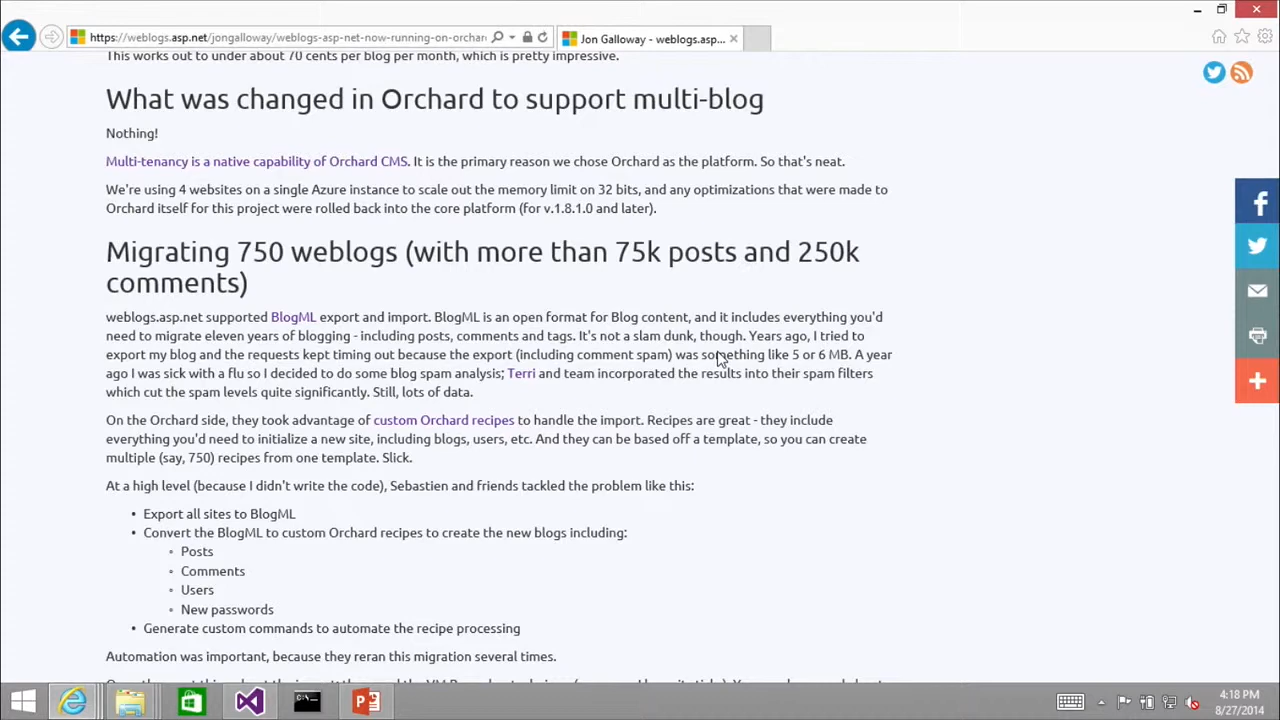 https://weblogs.asp.net/jongalloway/weblogs-asp-net-now-running-on-orchar
Jon Galloway - weblogs.asp...
This works out to under about 70 cents per blog per month, which is pretty impressive.
What was changed in Orchard to support multi-blog
Nothing!
Multi-tenancy is a native capability of Orchard CMS. It is the primary reason we chose Orchard as the platform. So that's neat.
We're using 4 websites on a single Azure instance to scale out the memory limit on 32 bits, and any optimizations that were made to
Orchard itself for this project were rolled back into the core platform (for v.1.8.1.0 and later).
Migrating 750 weblogs (with more than 75k posts and 250k
comments)
weblogs.asp.net supported BlogML export and import. BlogML is an open format for Blog content, and it includes everything you'd
need to migrate eleven years of blogging - including posts, comments and tags. It's not a slam dunk, though. Years ago, I tried to
export my blog and the requests kept timing out because the export (including comment spam) was something like 5 or 6 MB. A year
ago I was sick with a flu so I decided to do some blog spam analysis; Terri and team incorporated the results into their spam filters
which cut the spam levels quite significantly. Still, lots of data.
On the Orchard side, they took advantage of custom Orchard recipes to handle the import. Recipes are great - they include
everything you'd need to initialize a new site, including blogs, users, etc. And they can be based off a template, so you can create
multiple (say, 750) recipes from one template. Slick.
At a high level (because I didn't write the code), Sebastien and friends tackled the problem like this:
• Export all sites to BlogML
• Convert the BlogML to custom Orchard recipes to create the new blogs including:
◦ Posts
◦ Comments
◦ Users
◦ New passwords
• Generate custom commands to automate the recipe processing
Automation was important, because they reran this migration several times.
4:18 PM
8/27/2014